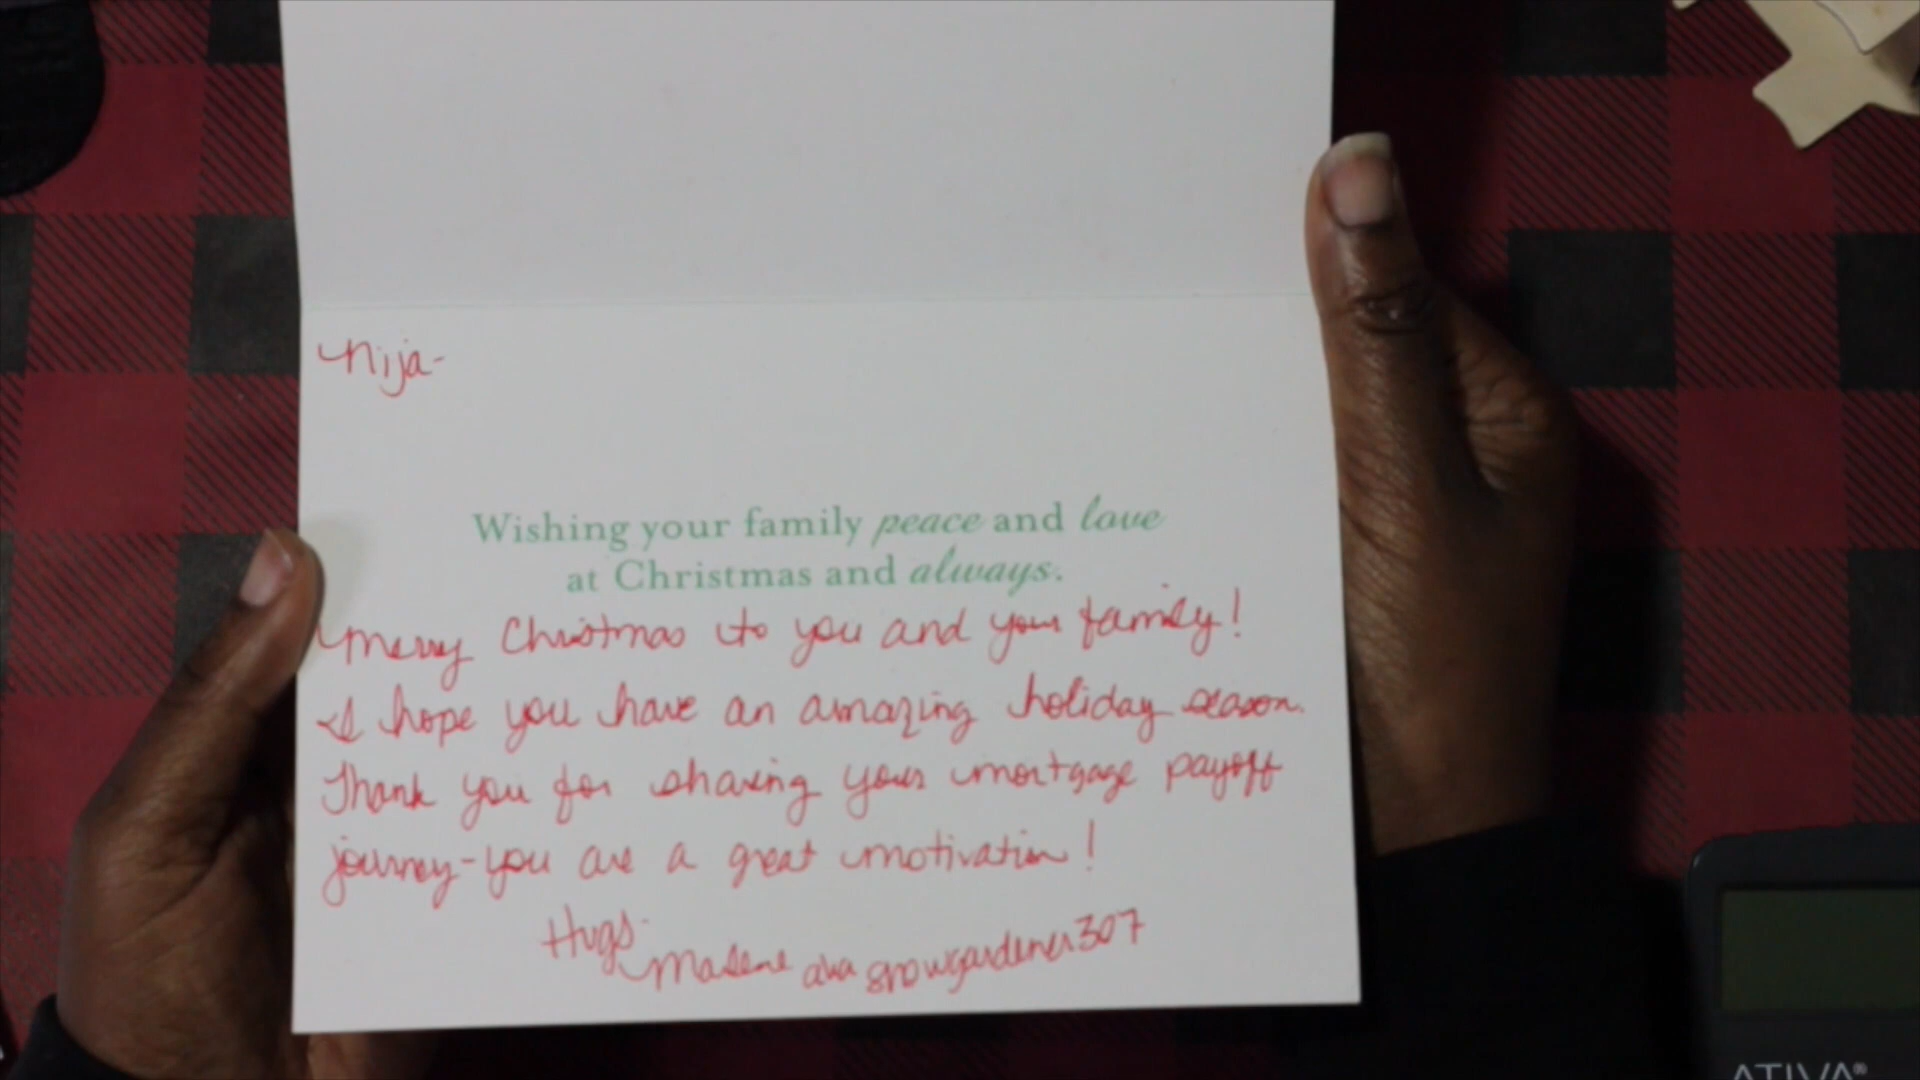 Nija-
Wishing your family peace and love
at Christmas and always.
Merry Christmas to you and your family!
I hope you have an amazing holiday season.
Thank you for sharing your mortgage payoff
journey-you are a great motivation!
Hugs-
aka snowgardener307
ATIVA®